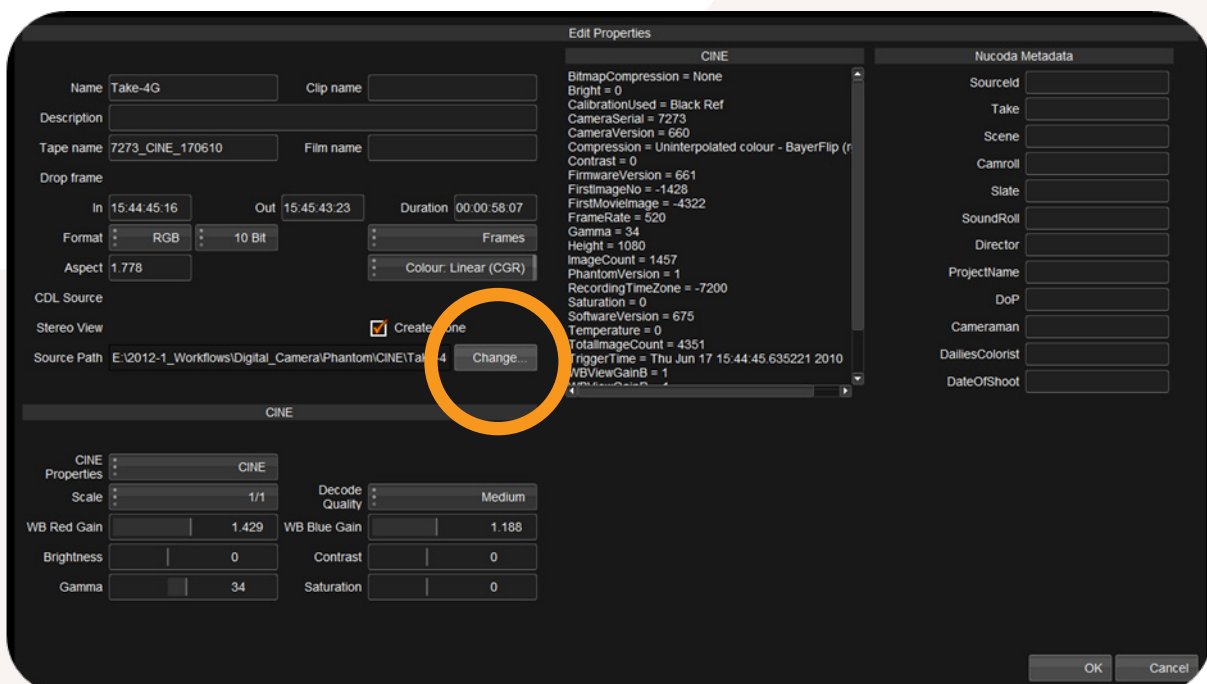 Edit Properties
Name Take-4G Clip name
Description
Tape name 7273_CINE_170610 Film name
Drop frame
In 15:44:45:16 Out 15:45:43:23 Duration 00:00:58:07
Format RGB 10 Bit Frames
Aspect 1.778 Colour: Linear (CGR)
CDL Source
Stereo View Create
Source Path E:\2012-1_Workflows\Digital_Camera\Phantom\CINE\ Change...
CINE
CINE Properties CINE
Scale 1/1 Decode Quality Medium
WB Red Gain 1.429 WB Blue Gain 1.188
Brightness 0 Contrast 0
Gamma 34 Saturation 0
CINE
BitmapCompression = None
Bright = 0
CalibrationUsed = Black Ref
CameraSerial = 7273
CameraVersion = 660
Compression = Uninterpolated colour - BayerFlip (r
Contrast = 0
FirmwareVersion = 661
FirstImageNo = -1428
FirstMovieImage = -4322
FrameRate = 520
Gamma = 34
Height = 1080
ImageCount = 1457
PhantomVersion = 1
RecordingTimeZone = -7200
Saturation = 0
SoftwareVersion = 675
Temperature = 0
TotalImageCount = 4351
TriggerTime = Thu Jun 17 15:44:45.635221 2010
WBViewGainB = 1
Nucoda Metadata
SourceId
Take
Scene
Camroll
Slate
SoundRoll
Director
ProjectName
DoP
Cameraman
DailiesColorist
DateOfShoot
OK Cancel